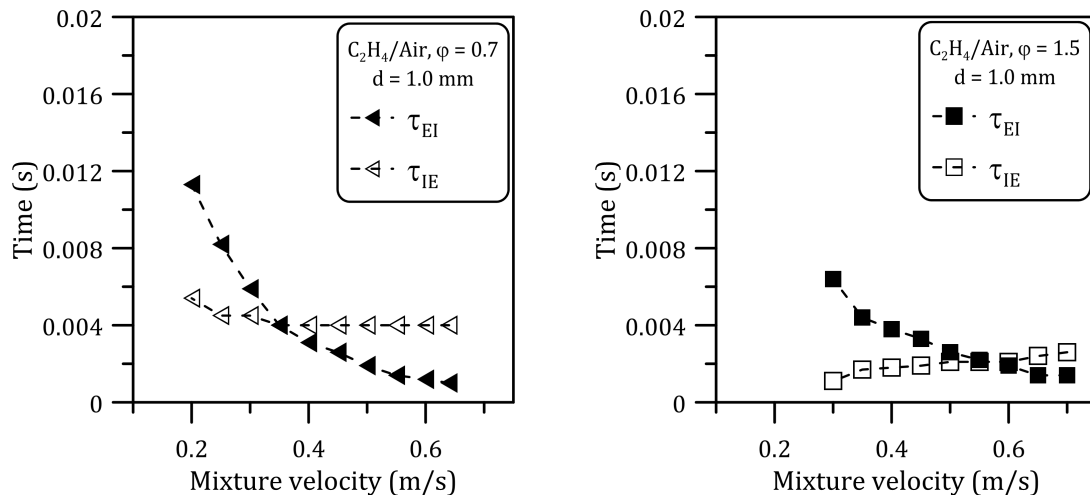 0.02
0.016
0.012
0.008
0.004
0
Time (s)
0.2
0.4
0.6
Mixture velocity (m/s)
C₂H₄/Air, φ = 0.7
d = 1.0 mm
τEI
τIE
0.02
0.016
0.012
0.008
0.004
0
Time (s)
0.2
0.4
0.6
Mixture velocity (m/s)
C₂H₄/Air, φ = 1.5
d = 1.0 mm
τEI
τIE